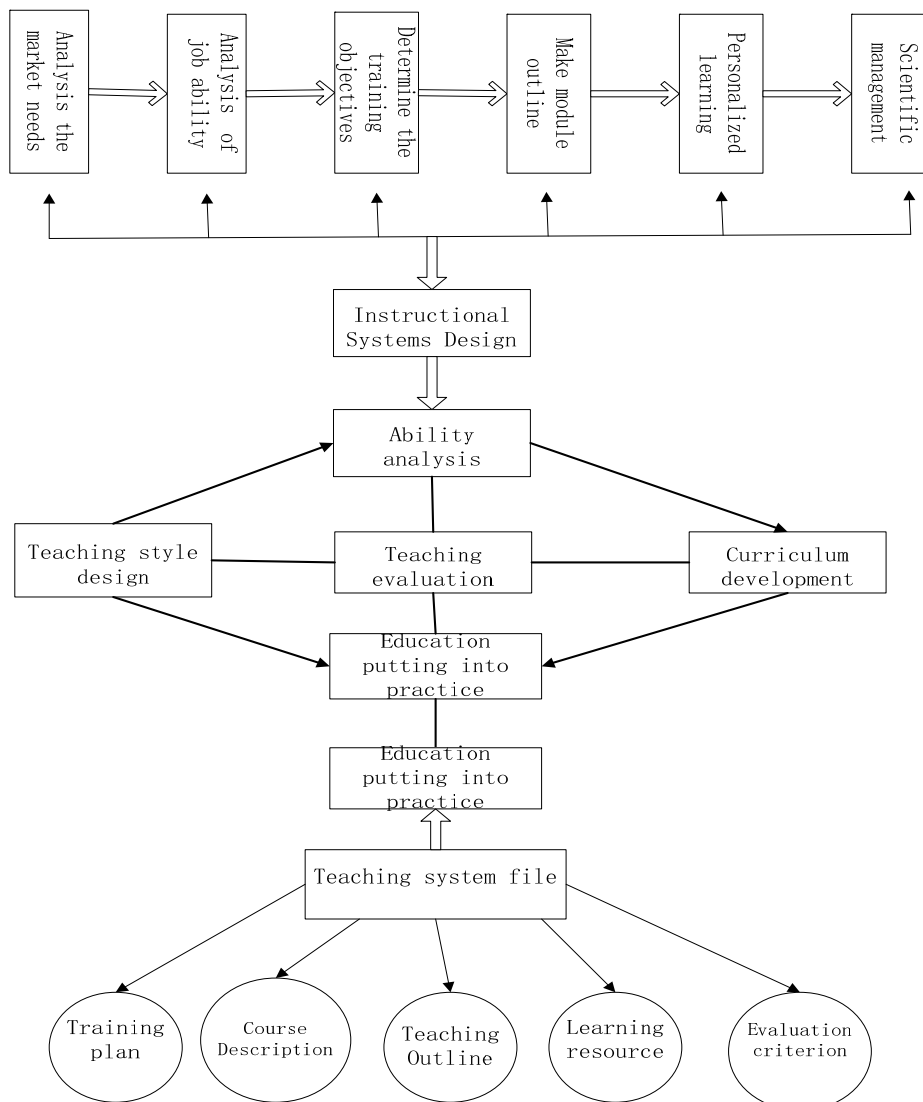 Analysis the
market needs
Analysis of
job ability
Determine the
training
objectives
Make module
outline
Personalized
learning
Scientific
management
Instructional
Systems Design
Ability
analysis
Teaching style
design
Teaching
evaluation
Curriculum
development
Education
putting into
practice
Education
putting into
practice
Teaching system file
Training
plan
Course
Description
Teaching
Outline
Learning
resource
Evaluation
criterion